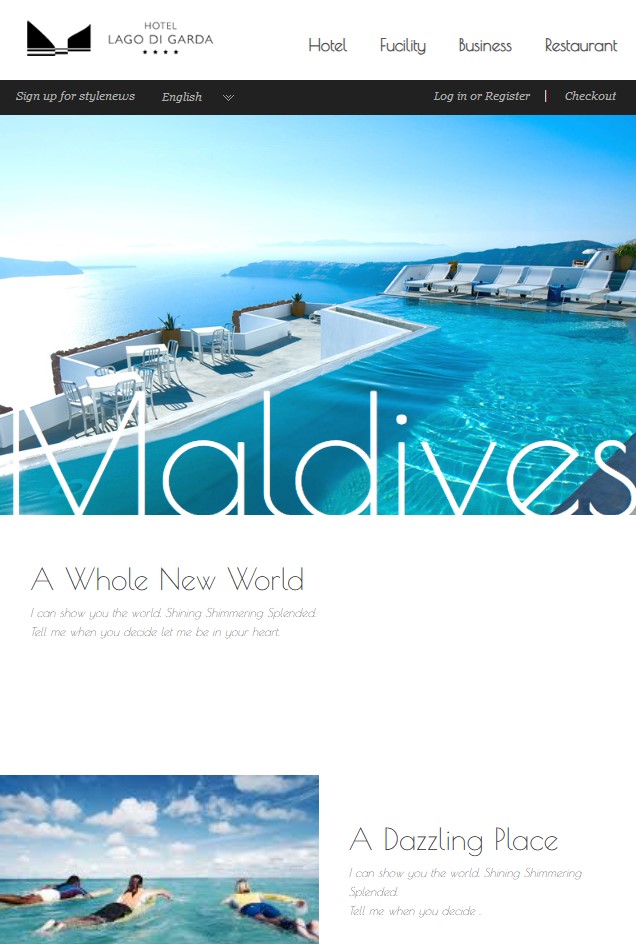 HOTEL
LAGO DI GARDA
Hotel Fucility Business Restaurant
Sign up for stylenews English Log in or Register | Checkout
Maldives
A Whole New World
I can show you the world. Shining Shimmering Splended.
Tell me when you decide let me be in your heart.
A Dazzling Place
I can show you the world. Shining Shimmering
Splended.
Tell me when you decide .